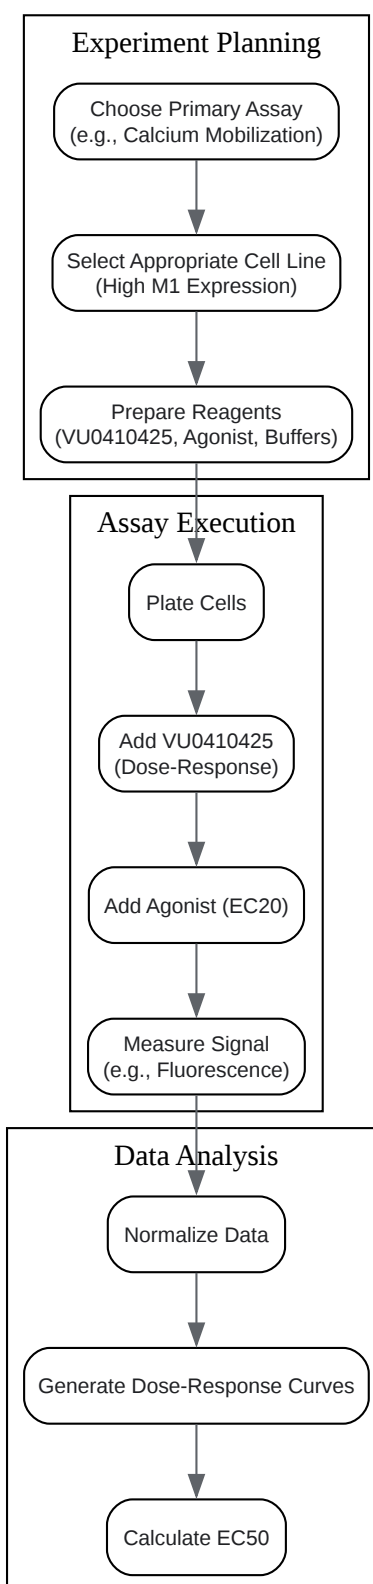 Experiment Planning
Choose Primary Assay
(e.g., Calcium Mobilization)
Select Appropriate Cell Line
(High M1 Expression)
Prepare Reagents
(VU0410425, Agonist, Buffers)
Assay Execution
Plate Cells
Add VU0410425
(Dose-Response)
Add Agonist (EC20)
Measure Signal
(e.g., Fluorescence)
Data Analysis
Normalize Data
Generate Dose-Response Curves
Calculate EC50